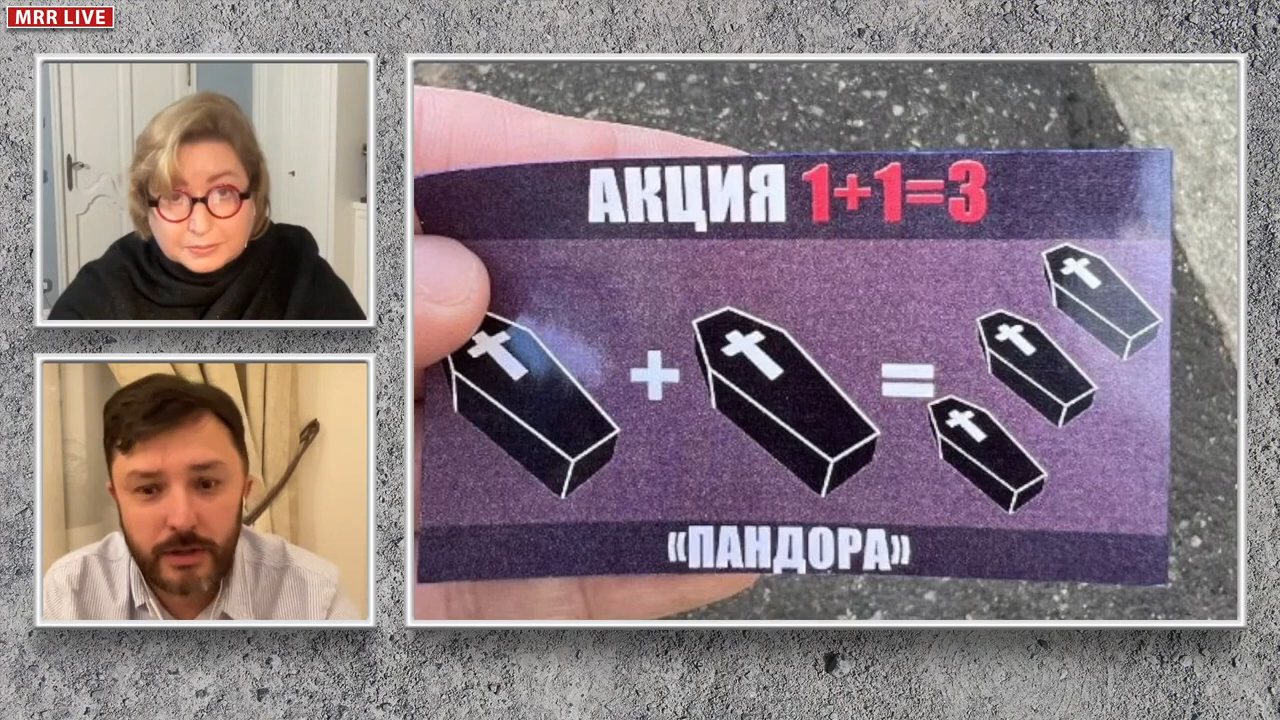 MRR LIVE
АКЦИЯ 1+1=3
+
=
«ПАНДОРА»